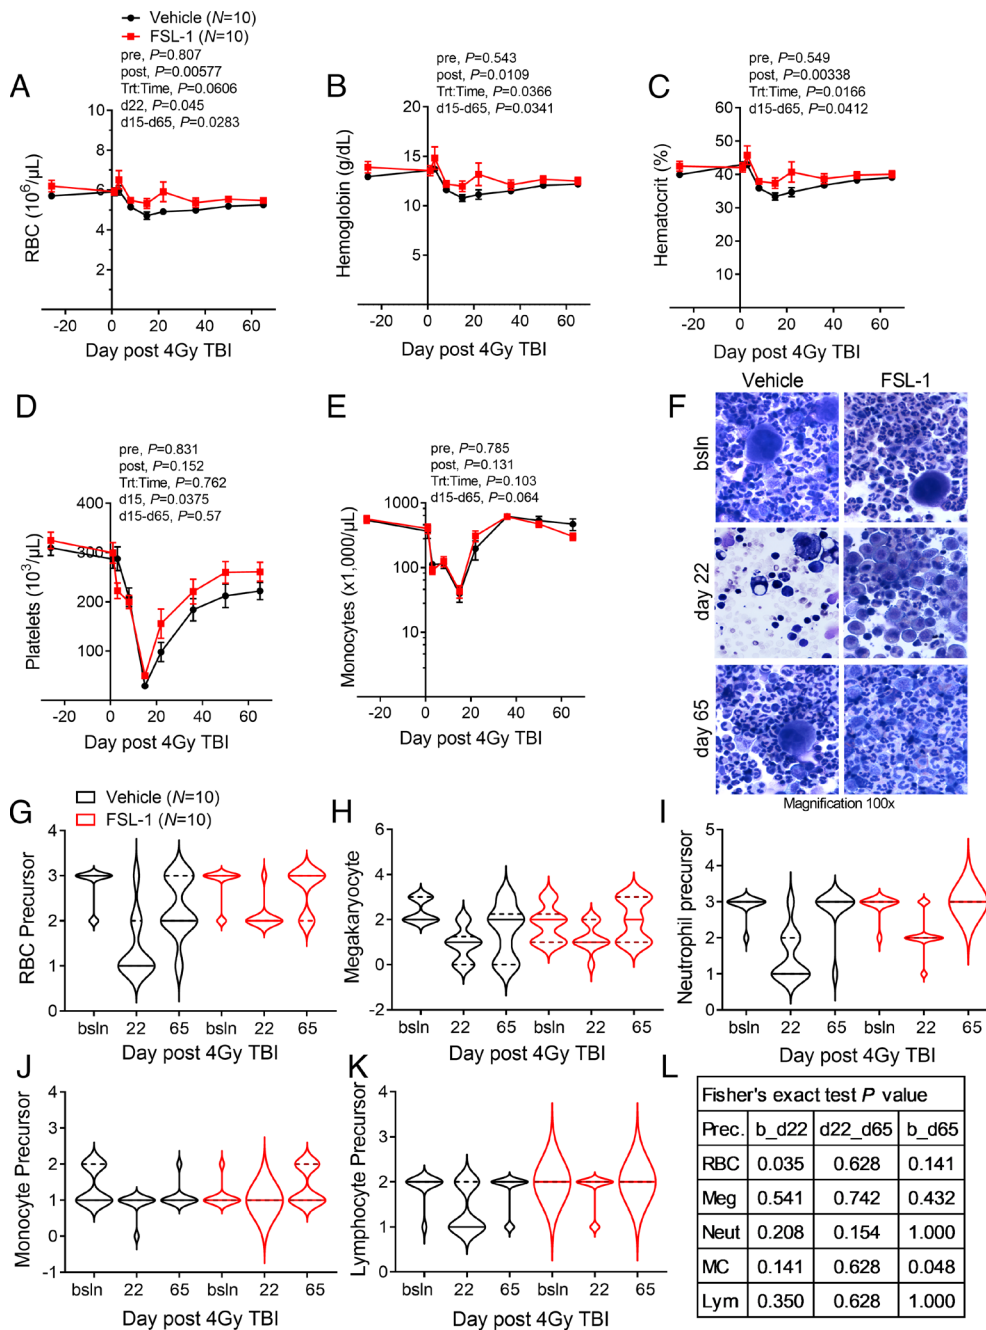 Vehicle (N=10)
FSL-1 (N=10)
A
pre, P=0.807
post, P=0.00577
Trt:Time, P=0.0606
d22, P=0.045
d15-d65, P=0.0283
RBC (10⁶/µL)
10
8
6
4
2
-20 0 20 40 60
Day post 4Gy TBI
B
pre, P=0.543
post, P=0.0109
Trt:Time, P=0.0366
d15-d65, P=0.0341
Hemoglobin (g/dL)
20
15
10
5
-20 0 20 40 60
Day post 4Gy TBI
C
pre, P=0.549
post, P=0.00338
Trt:Time, P=0.0166
d15-d65, P=0.0412
Hematocrit (%)
60
50
40
30
20
10
-20 0 20 40 60
Day post 4Gy TBI
D
pre, P=0.831
post, P=0.152
Trt:Time, P=0.762
d15, P=0.0375
d15-d65, P=0.57
Platelets (10³/µL)
400
300
200
100
-20 0 20 40 60
Day post 4Gy TBI
E
pre, P=0.785
post, P=0.131
Trt:Time, P=0.103
d15-d65, P=0.064
Monocytes (x1,000/µL)
1000
100
10
-20 0 20 40 60
Day post 4Gy TBI
F
Vehicle FSL-1
bsln
day 22
day 65
Magnification 100x
Vehicle (N=10)
FSL-1 (N=10)
G
RBC Precursor
4
3
2
1
0
bsln 22 65 bsln 22 65
Day post 4Gy TBI
H
Megakaryocyte
6
4
2
0
-2
bsln 22 65 bsln 22 65
Day post 4Gy TBI
I
Neutrophil precursor
5
4
3
2
1
0
bsln 22 65 bsln 22 65
Day post 4Gy TBI
J
Monocyte Precursor
4
3
2
1
0
-1
bsln 22 65 bsln 22 65
Day post 4Gy TBI
K
Lymphocyte Precursor
4
3
2
1
0
bsln 22 65 bsln 22 65
Day post 4Gy TBI
L
Fisher's exact test P value
Prec. b_d22 d22_d65 b_d65
RBC 0.035 0.628 0.141
Meg 0.541 0.742 0.432
Neut 0.208 0.154 1.000
MC 0.141 0.628 0.048
Lym 0.350 0.628 1.000